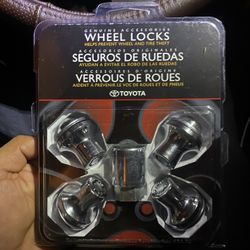 GENUINE ACCESSORIES
WHEEL LOCKS
HELPS PREVENT WHEEL AND TIRE THEFT
ACCESORIOS ORIGINALES
SEGUROS DE RUEDAS
AYUDAN A EVITAR EL ROBO DE LAS RUEDAS
ACCESSOIRES D'ORIGINE
VERROUS DE ROUES
AIDENT A PREVENIR LE VOC DE ROUES ET DE PNEUS
TOYOTA